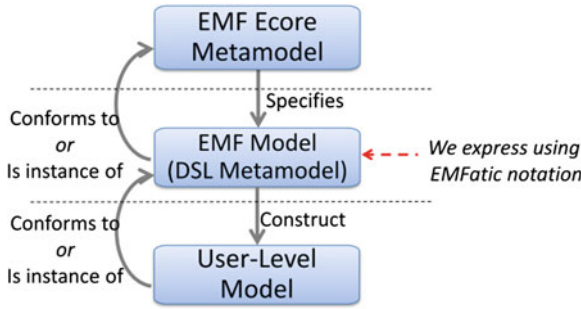 EMF Ecore
Metamodel
Specifies
Conforms to
or
Is instance of
EMF Model
(DSL Metamodel)
We express using
EMFatic notation
Conforms to
or
Is instance of
Construct
User-Level
Model